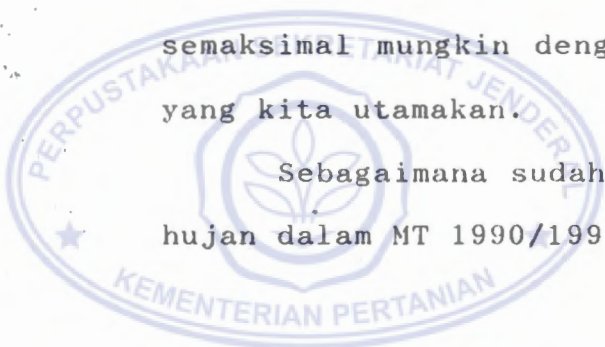 semaksimal mungkin deng
yang kita utamakan.
Sebagaimana sudah
hujan dalam MT 1990/199
PERPUSTAKAAN SEKRETARIAT JENDERAL
KEMENTERIAN PERTANIAN